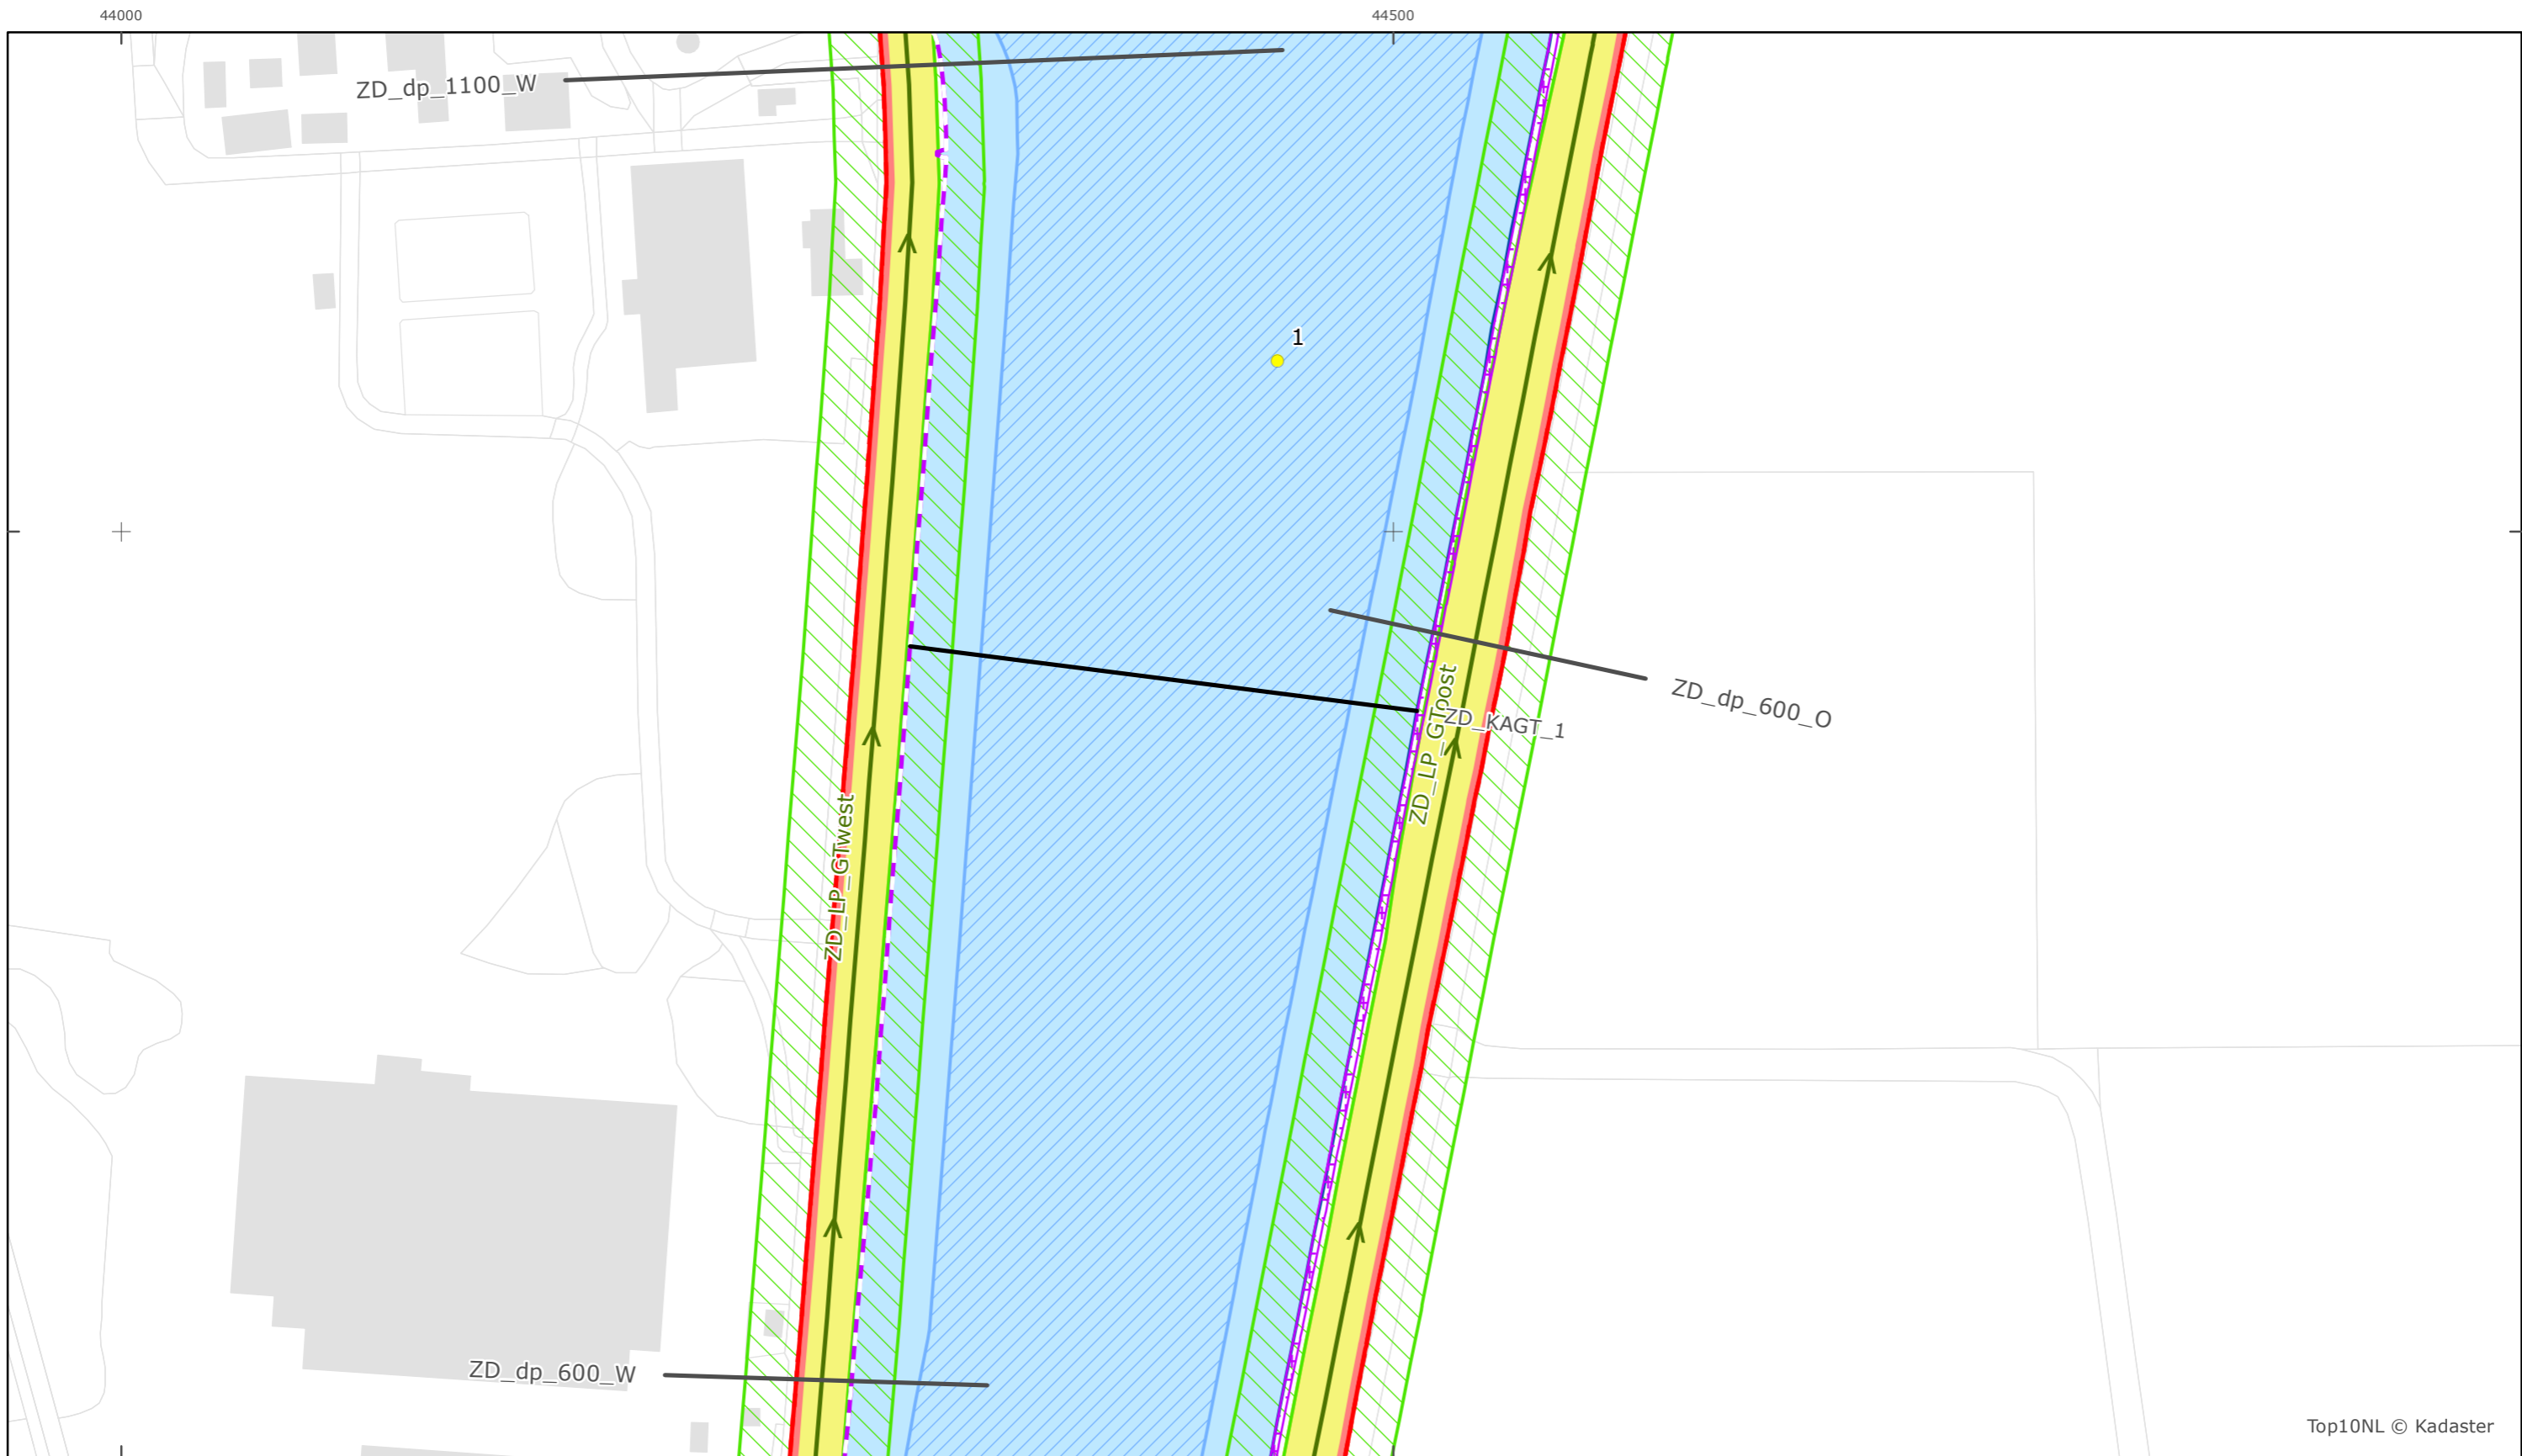 44000
44500
ZD_dp_1100_W
1
ZD_dp_600_O
ZD_KAGT_1
ZD_LP_GToost
ZD_LP_GTwest
ZD_dp_600_W
Top10NL © Kadaster